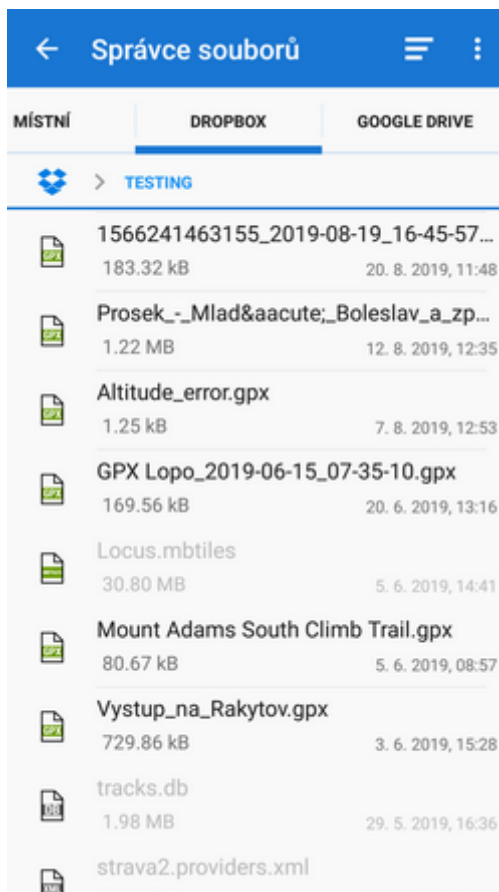 Správce souborů
MÍSTNÍ DROPBOX GOOGLE DRIVE
> TESTING
1566241463155_2019-08-19_16-45-57...
183.32 kB 20. 8. 2019, 11:48
Prosek_-_Mlad&aacute;_Boleslav_a_zp...
1.22 MB 12. 8. 2019, 12:35
Altitude_error.gpx
1.25 kB 7. 8. 2019, 12:53
GPX Lopo_2019-06-15_07-35-10.gpx
169.56 kB 20. 6. 2019, 13:16
Locus.mbtiles
30.80 MB 5. 6. 2019, 14:41
Mount Adams South Climb Trail.gpx
80.67 kB 5. 6. 2019, 08:57
Vystup_na_Rakytov.gpx
729.86 kB 3. 6. 2019, 15:28
tracks.db
1.98 MB 29. 5. 2019, 16:36
strava2.providers.xml